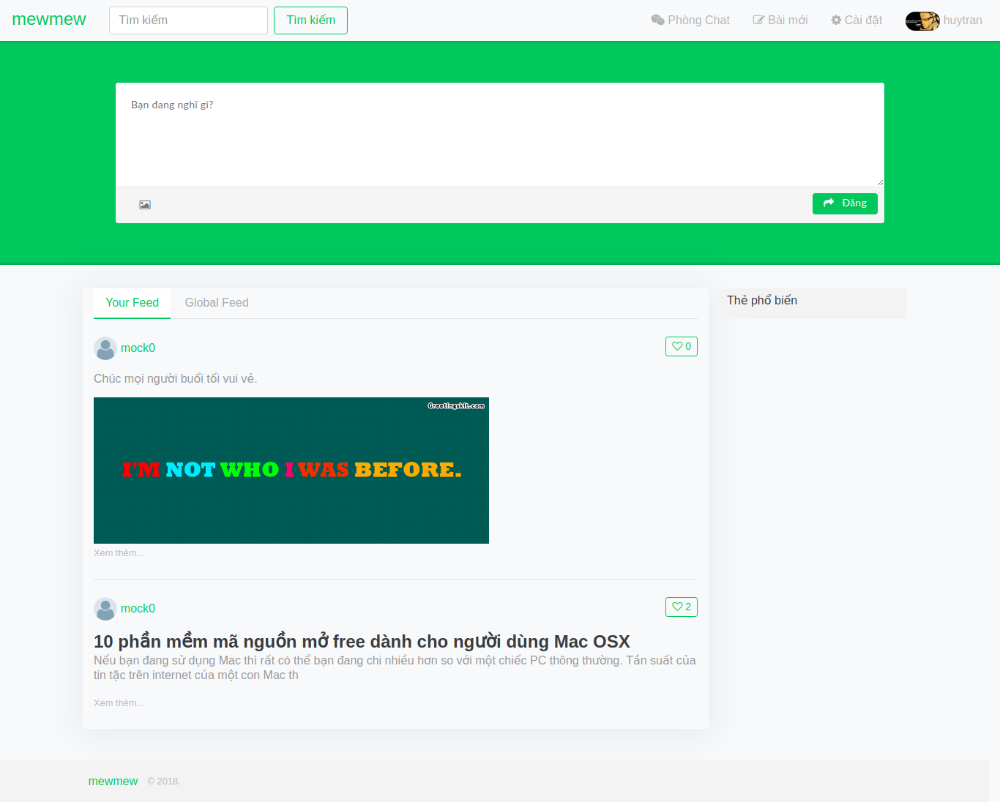 mewmew
Tìm kiếm
Tìm kiếm
Phòng Chat
Bài mới
Cài đặt
huytran
Bạn đang nghĩ gì?
Đăng
Your Feed
Global Feed
Thẻ phổ biến
mock0
0
Chúc mọi người buổi tối vui vẻ.
Greetingskit.com
I'M NOT WHO I WAS BEFORE.
Xem thêm...
mock0
2
10 phần mềm mã nguồn mở free dành cho người dùng Mac OSX
Nếu bạn đang sử dụng Mac thì rất có thể bạn đang chi nhiều hơn so với một chiếc PC thông thường. Tần suất của
tin tặc trên internet của một con Mac th
Xem thêm...
mewmew © 2018.